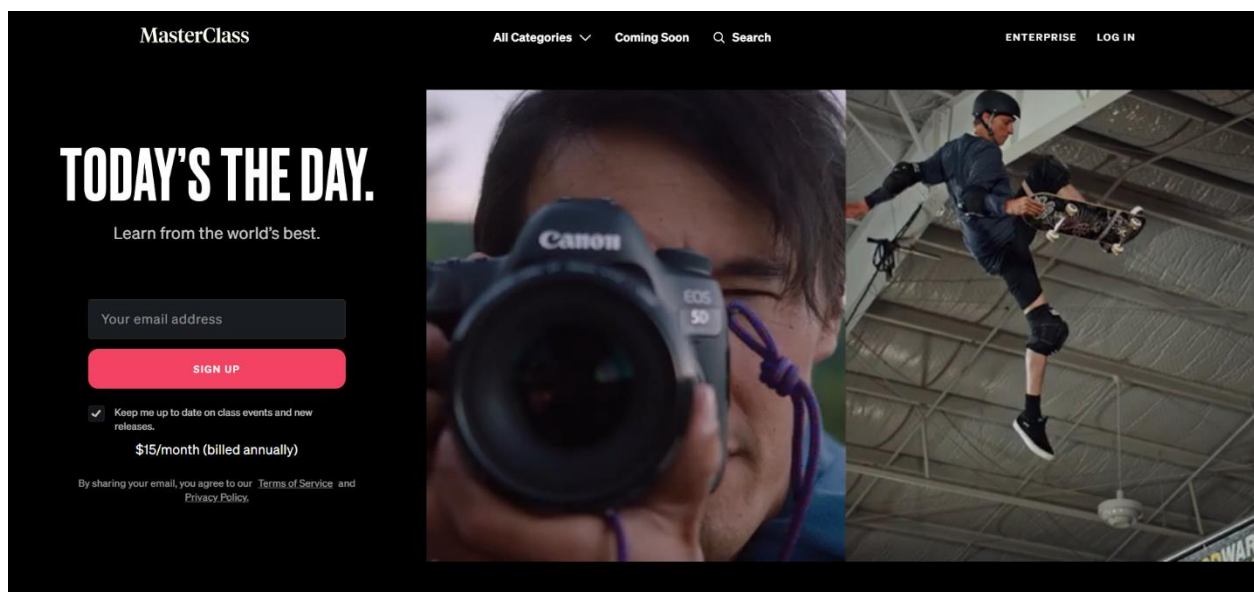 MasterClass
All Categories
Coming Soon
Search
ENTERPRISE
LOG IN
TODAY'S THE DAY.
Learn from the world's best.
Your email address
SIGN UP
Keep me up to date on class events and new
releases.
$15/month (billed annually)
By sharing your email, you agree to our Terms of Service and
Privacy Policy.
Canon
EOS
5D